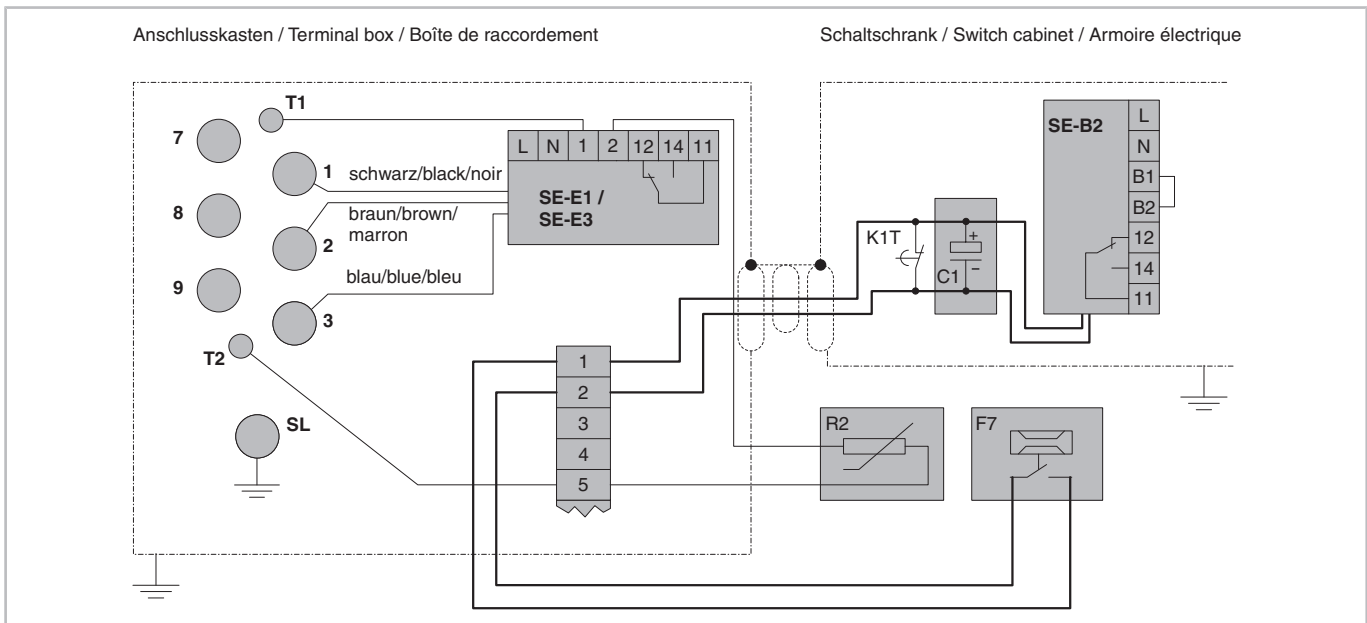 Anschlusskasten / Terminal box / Boîte de raccordement
Schaltschrank / Switch cabinet / Armoire électrique
T1
7
1
schwarz/black/noir
8
braun/brown/
marron
2
9
blau/blue/bleu
3
T2
SL
L N 1 2 12 14 11
SE-E1 /
SE-E3
1
2
3
4
5
K1T
+
C1
–
SE-B2
L
N
B1
B2
12
14
11
R2
F7